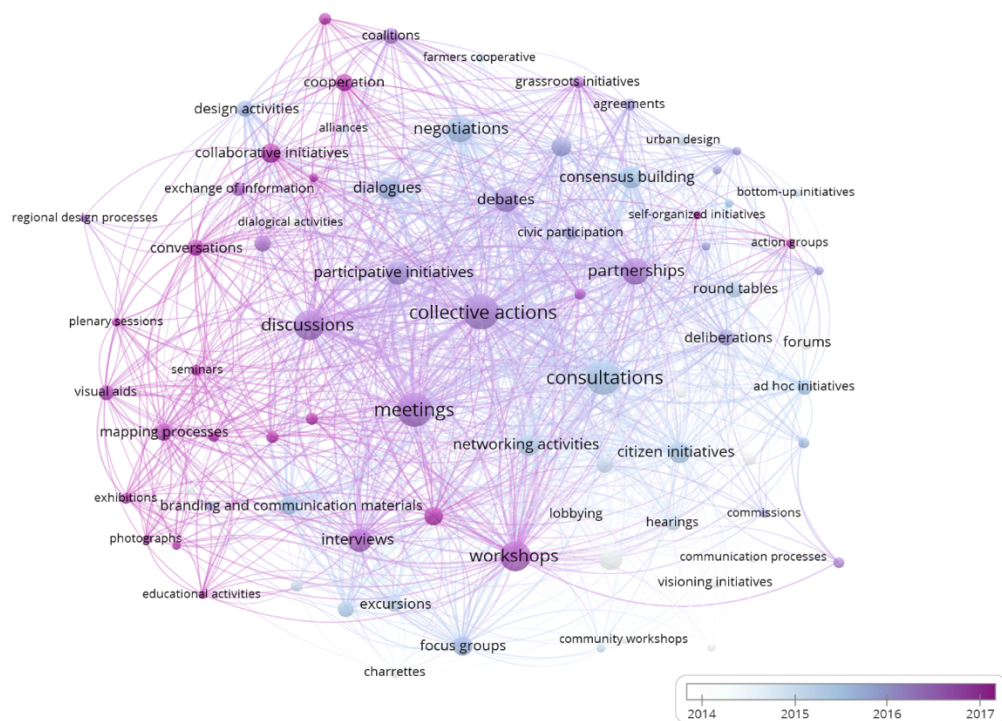 coalitions
farmers cooperative
cooperation
grassroots initiatives
design activities
agreements
alliances
negotiations
urban design
collaborative initiatives
consensus building
exchange of information
dialogues
bottom-up initiatives
debates
regional design processes
dialogical activities
self-organized initiatives
civic participation
conversations
action groups
participative initiatives
partnerships
round tables
collective actions
plenary sessions
discussions
deliberations
forums
seminars
consultations
visual aids
ad hoc initiatives
meetings
mapping processes
networking activities
citizen initiatives
exhibitions
branding and communication materials
lobbying
commissions
hearings
photographs
interviews
workshops
communication processes
visioning initiatives
educational activities
excursions
focus groups
community workshops
charrettes
2014 2015 2016 2017